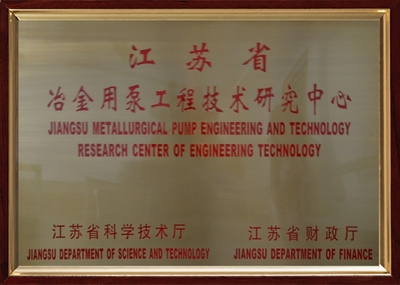 江苏省
冶金用泵工程技术研究中心
JIANGSU METALLURGICAL PUMP ENGINEERING AND TECHNOLOGY
RESEARCH CENTER OF ENGINEERING TECHNOLOGY
江苏省科学技术厅 江苏省财政厅
JIANGSU DEPARTMENT OF SCIENCE AND TECHNOLOGY JIANGSU DEPARTMENT OF FINANCE